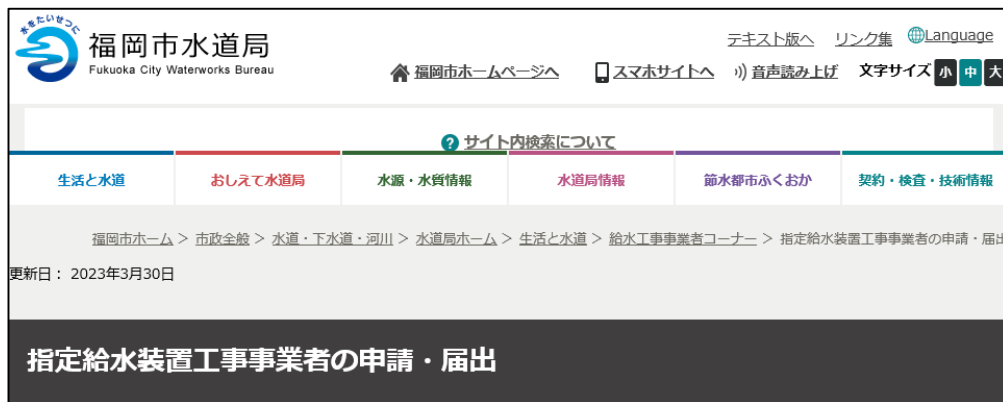 水をたいせつに
福岡市水道局
Fukuoka City Waterworks Bureau
テキスト版へ リンク集 Language
福岡市ホームページへ スマホサイトへ 音声読み上げ 文字サイズ 小 中 大
? サイト内検索について
生活と水道 おしえて水道局 水源・水質情報 水道局情報 節水都市ふくおか 契約・検査・技術情報
福岡市ホーム > 市政全般 > 水道・下水道・河川 > 水道局ホーム > 生活と水道 > 給水工事事業者コーナー > 指定給水装置工事事業者の申請・届出
更新日： 2023年3月30日
指定給水装置工事事業者の申請・届出